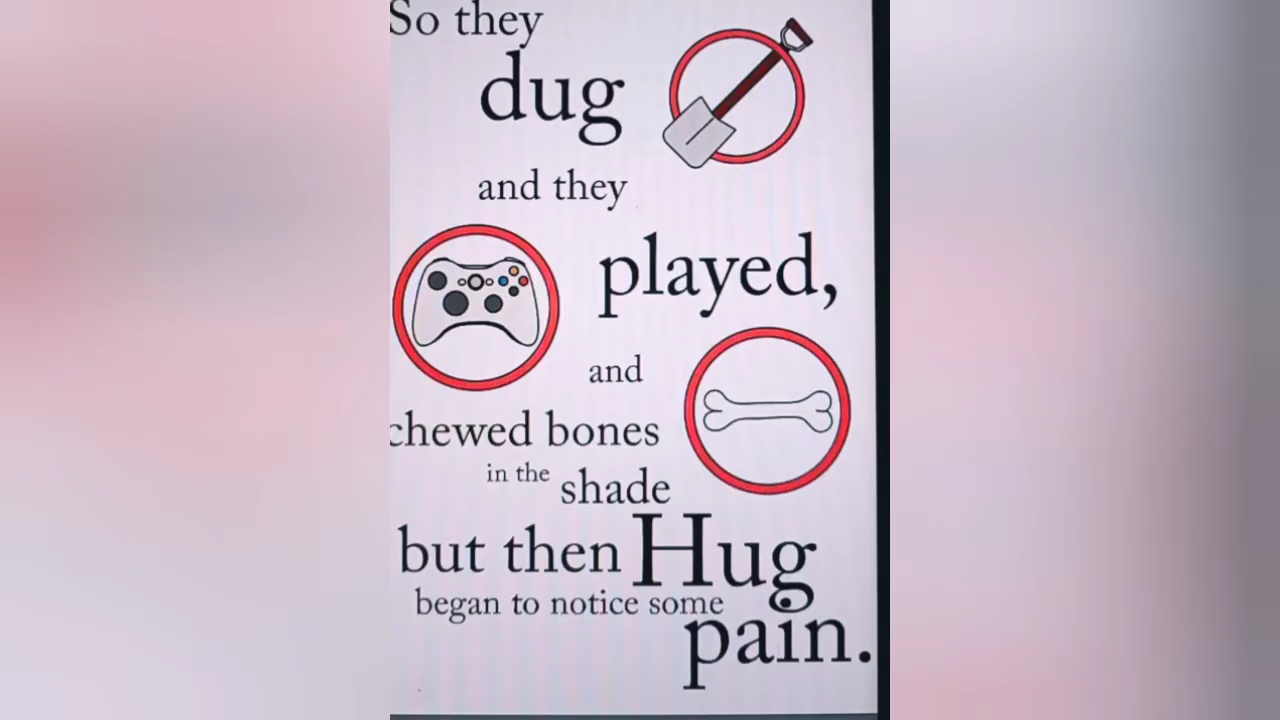 So they
dug
and they
played,
and
chewed bones
in the shade
but then Hug
began to notice some
pain.